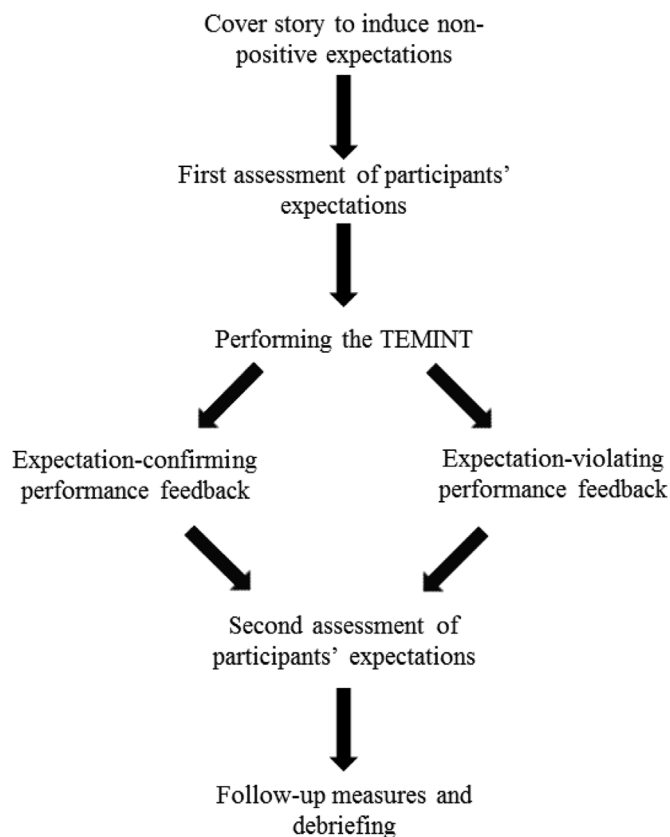 Cover story to induce non-
positive expectations
First assessment of participants’
expectations
Performing the TEMINT
Expectation-confirming
performance feedback
Expectation-violating
performance feedback
Second assessment of
participants’ expectations
Follow-up measures and
debriefing